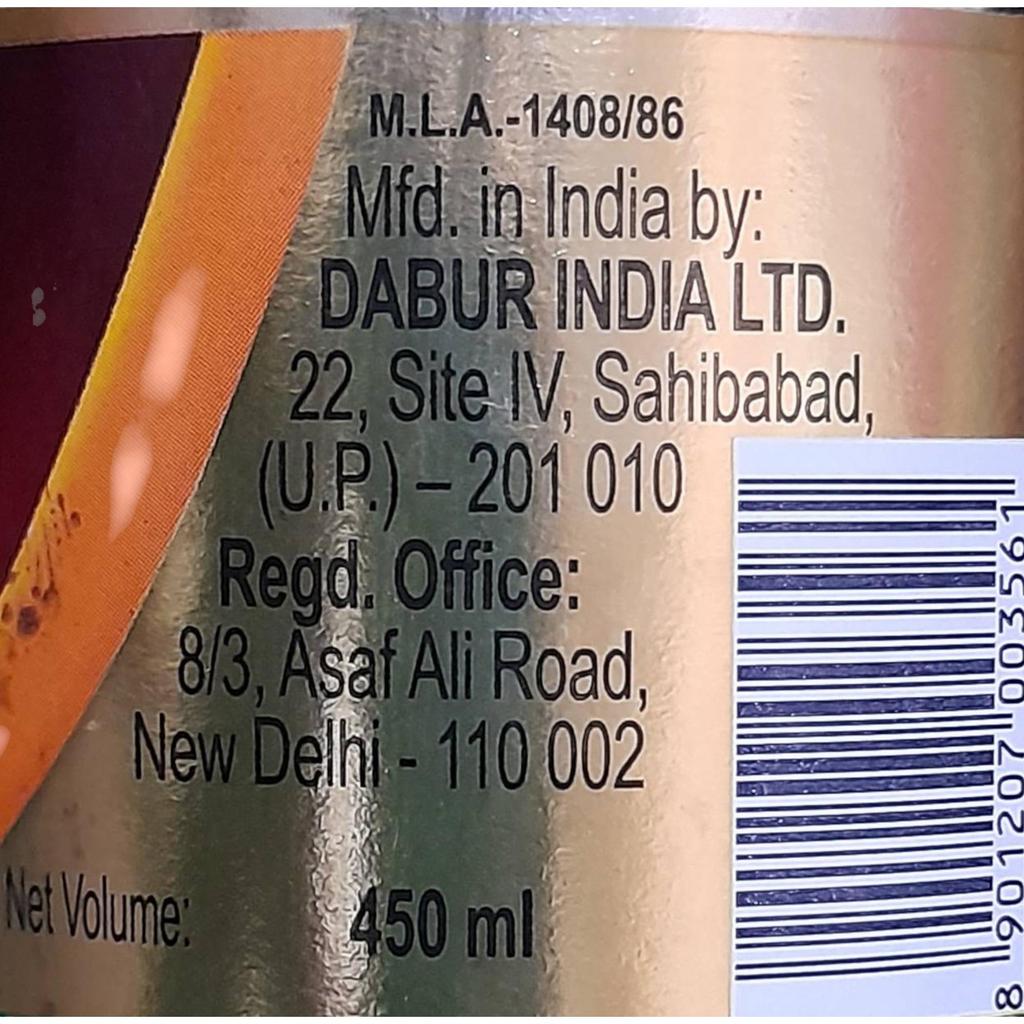 M.L.A.-1408/86
Mfd. in India by:
DABUR INDIA LTD.
22, Site IV, Sahibabad,
(U.P.) – 201 010
Regd. Office:
8/3, Asaf Ali Road,
New Delhi - 110 002
Net Volume: 450 ml
8 901207 003561